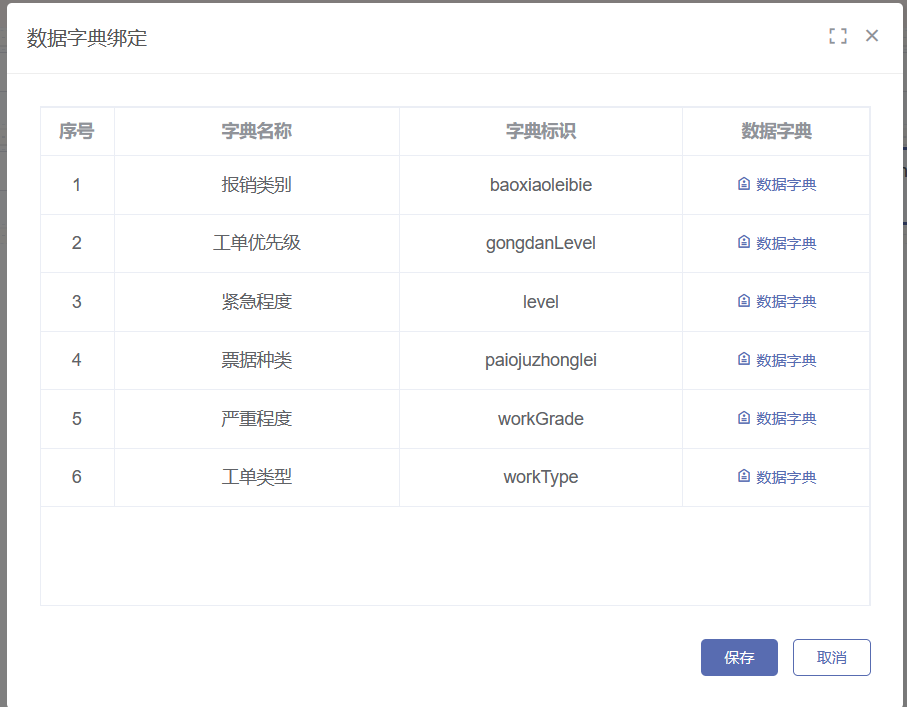 数据字典绑定
序号 字典名称 字典标识 数据字典
1 报销类别 baoxiaoleibie 数据字典
2 工单优先级 gongdanLevel 数据字典
3 紧急程度 level 数据字典
4 票据种类 paiojuzhonglei 数据字典
5 严重程度 workGrade 数据字典
6 工单类型 workType 数据字典
保存 取消